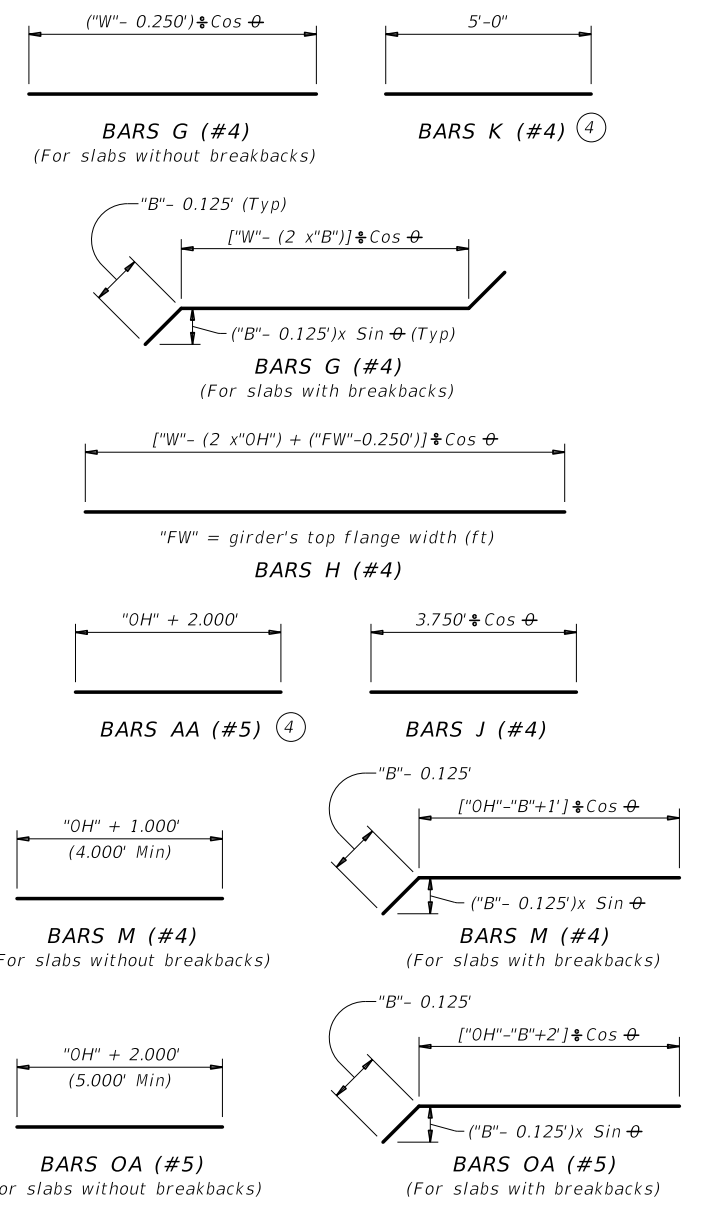 ("W"– 0.250')÷Cos θ
5'–0"
BARS G (#4)
(For slabs without breakbacks)
BARS K (#4) 4
"B"– 0.125' (Typ)
["W"– (2 x"B")]÷Cos θ
("B"– 0.125')x Sin θ (Typ)
BARS G (#4)
(For slabs with breakbacks)
["W"– (2 x"OH") + ("FW"–0.250')]÷Cos θ
"FW" = girder's top flange width (ft)
BARS H (#4)
"OH" + 2.000'
3.750'÷Cos θ
BARS AA (#5) 4
BARS J (#4)
"OH" + 1.000'
(4.000' Min)
BARS M (#4)
For slabs without breakbacks)
"B"– 0.125'
["OH"–"B"+1']÷Cos θ
("B"– 0.125')x Sin θ
BARS M (#4)
(For slabs with breakbacks)
"OH" + 2.000'
(5.000' Min)
BARS OA (#5)
or slabs without breakbacks)
"B"– 0.125'
["OH"–"B"+2']÷Cos θ
("B"– 0.125')x Sin θ
BARS OA (#5)
(For slabs with breakbacks)